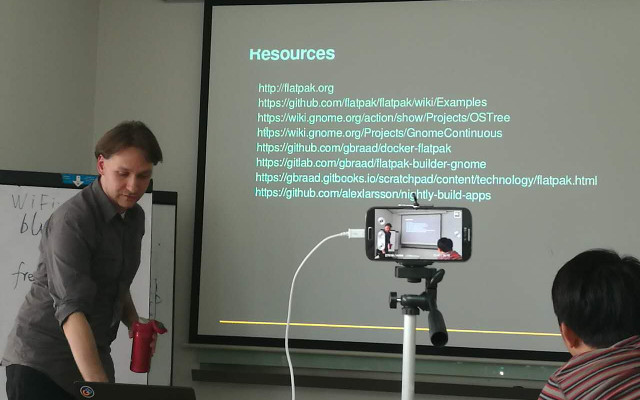 Resources
http://flatpak.org
https://github.com/flatpak/flatpak/wiki/Examples
https://wiki.gnome.org/action/show/Projects/OSTree
https://wiki.gnome.org/Projects/GnomeContinuous
https://github.com/gbraad/docker-flatpak
https://gitlab.com/gbraad/flatpak-builder-gnome
https://gbraad.gitbooks.io/scratchpad/content/technology/flatpak.html
https://github.com/alexlarsson/nightly-build-apps
WiFi